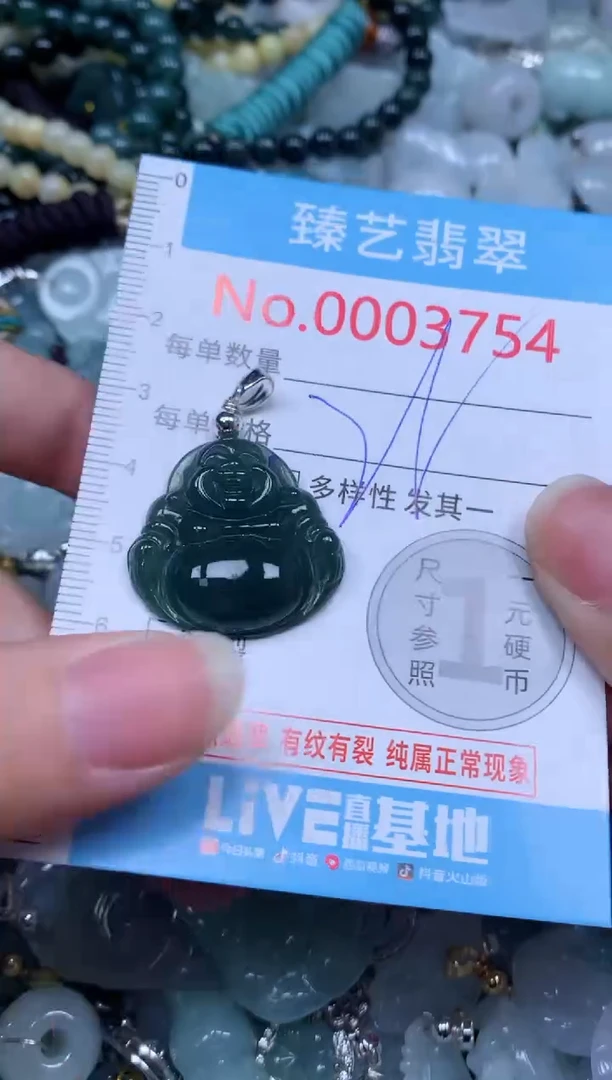 臻艺翡翠
No.0003754
每单数量
每单 格
多样性 发其一
尺寸参照
1
一元硬币
有纹有裂 纯属正常现象
LiVE直播基地
今日头条 抖音 西瓜视频 抖音火山版
0
1
2
3
4
5
6